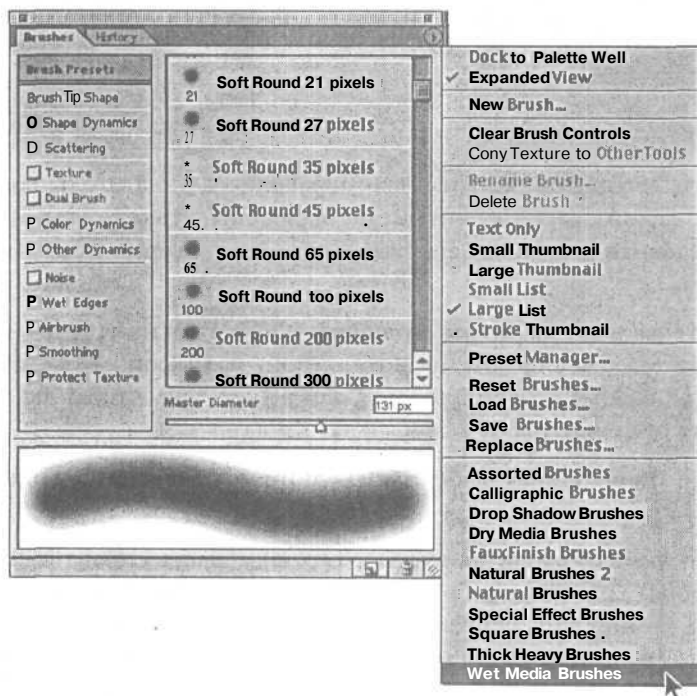 Brushes History
Brush Presets
Brush Tip Shape
O Shape Dynamics
D Scattering
Texture
Dual Brush
P Color Dynamics
P Other Dynamics
Noise
P Wet Edges
P Airbrush
P Smoothing
P Protect Texture
Soft Round 21 pixels
21
Soft Round 27 pixels
27
* Soft Round 35 pixels
35
* Soft Round 45 pixels
45.
Soft Round 65 pixels
65 .
Soft Round too pixels
100
Soft Round 200 pixels
200
Soft Round 300 pixels
Master Diameter 131 px
Dock to Palette Well
Expanded View
New Brush...
Clear Brush Controls
Cony Texture to Other Tools
Rename Brush...
Delete Brush
Text Only
Small Thumbnail
Large Thumbnail
Small List
Large List
Stroke Thumbnail
Preset Manager...
Reset Brushes...
Load Brushes...
Save Brushes...
Replace Brushes...
Assorted Brushes
Calligraphic Brushes
Drop Shadow Brushes
Dry Media Brushes
FauxFinish Brushes
Natural Brushes 2
Natural Brushes
Special Effect Brushes
Square Brushes .
Thick Heavy Brushes
Wet Media Brushes